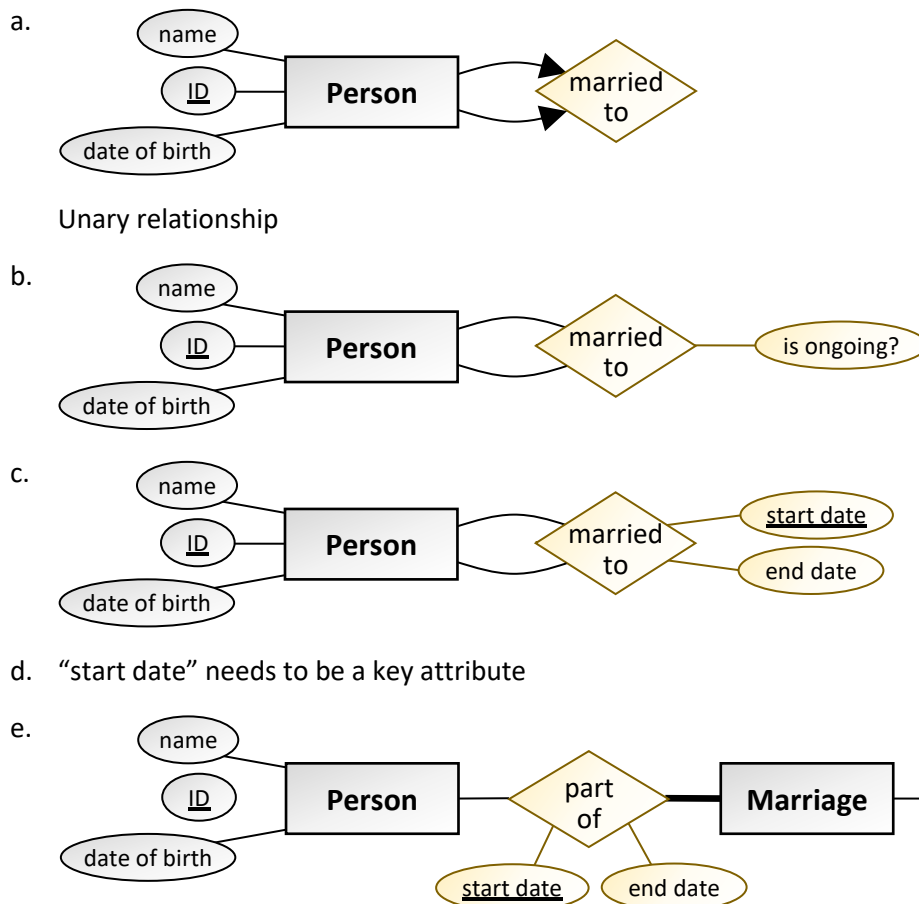 a.
name
ID
date of birth
Person
married
to
Unary relationship
b.
name
ID
date of birth
Person
married
to
is ongoing?
c.
name
ID
date of birth
Person
married
to
start date
end date
d. “start date” needs to be a key attribute
e.
name
ID
date of birth
Person
part
of
Marriage
start date
end date